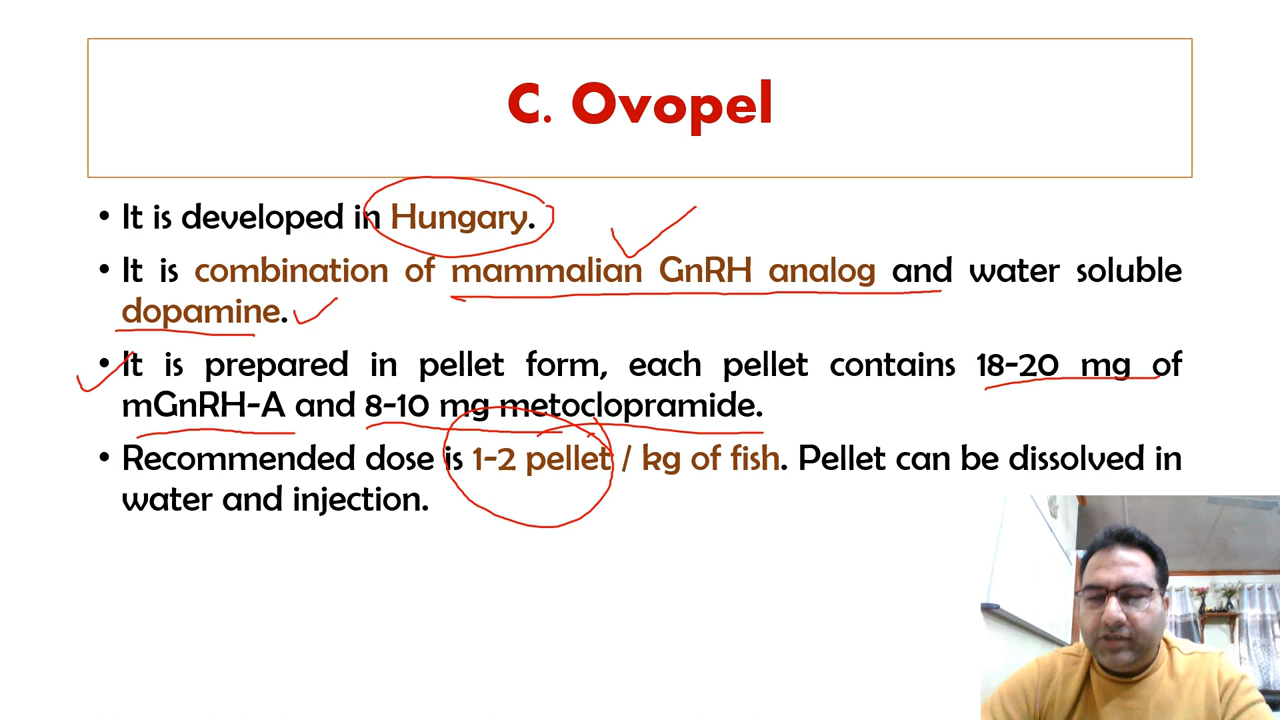 C. Ovopel
• It is developed in Hungary.
• It is combination of mammalian GnRH analog and water soluble
dopamine.
• It is prepared in pellet form, each pellet contains 18-20 mg of
mGnRH-A and 8-10 mg metoclopramide.
• Recommended dose is 1-2 pellet / kg of fish. Pellet can be dissolved in
water and injection.